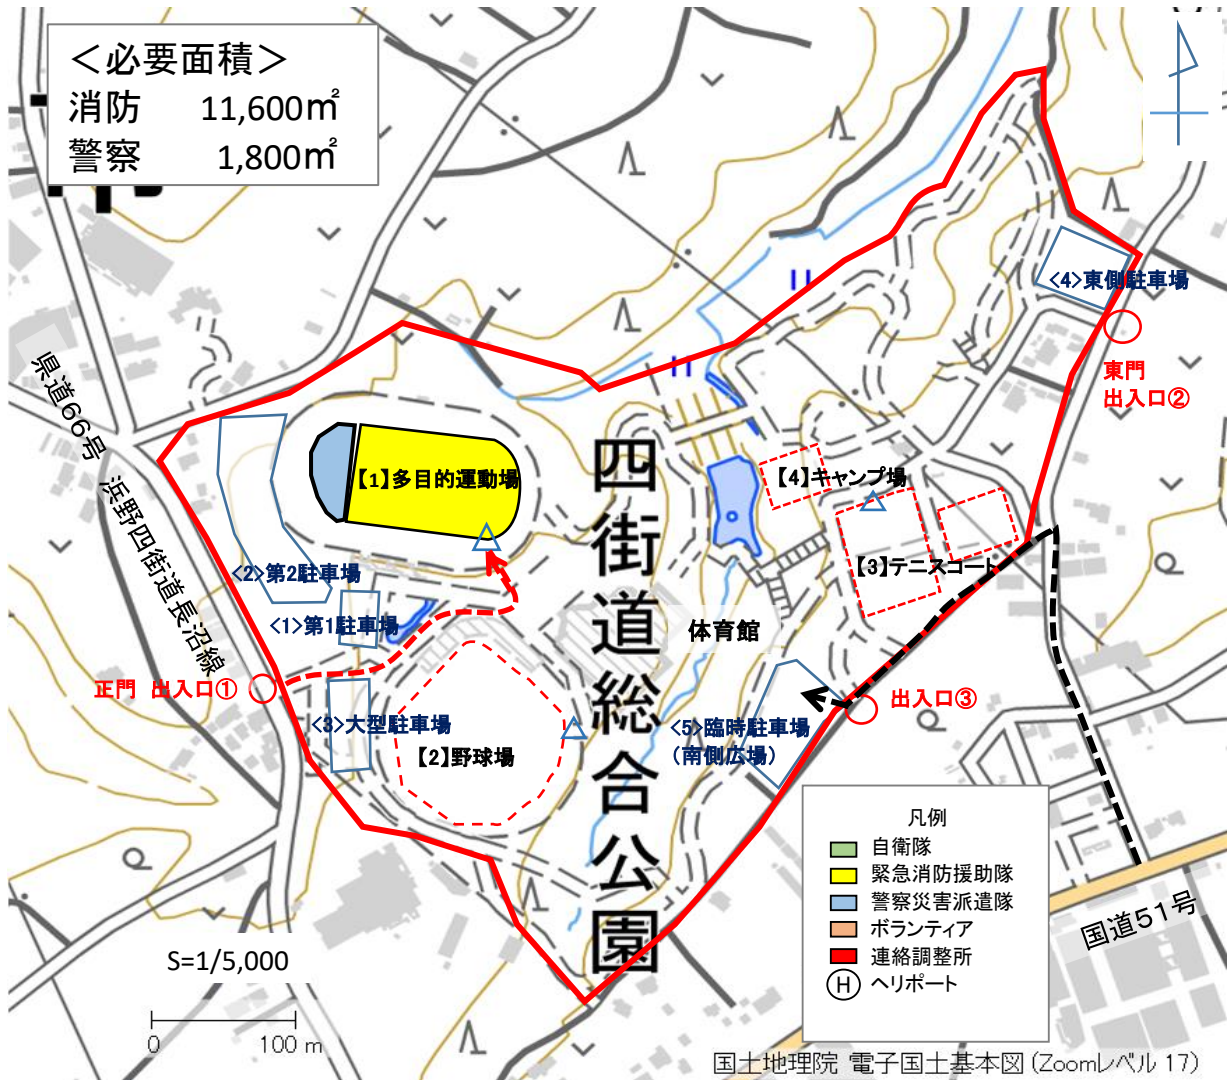 ＜必要面積＞
消防 11,600㎡
警察 1,800㎡
<4>東側駐車場
東門
出入口②
県道66号 浜野四街道長沼線
【1】多目的運動場
四街道総合公園
【4】キャンプ場
【3】テニスコート
<2>第2駐車場
<1>第1駐車場
体育館
正門 出入口①
<3>大型駐車場
【2】野球場
<5>臨時駐車場
（南側広場）
出入口③
凡例
自衛隊
緊急消防援助隊
警察災害派遣隊
ボランティア
連絡調整所
H ヘリポート
国道51号
S=1/5,000
0 100 m
国土地理院 電子国土基本図 (Zoomレベル 17)